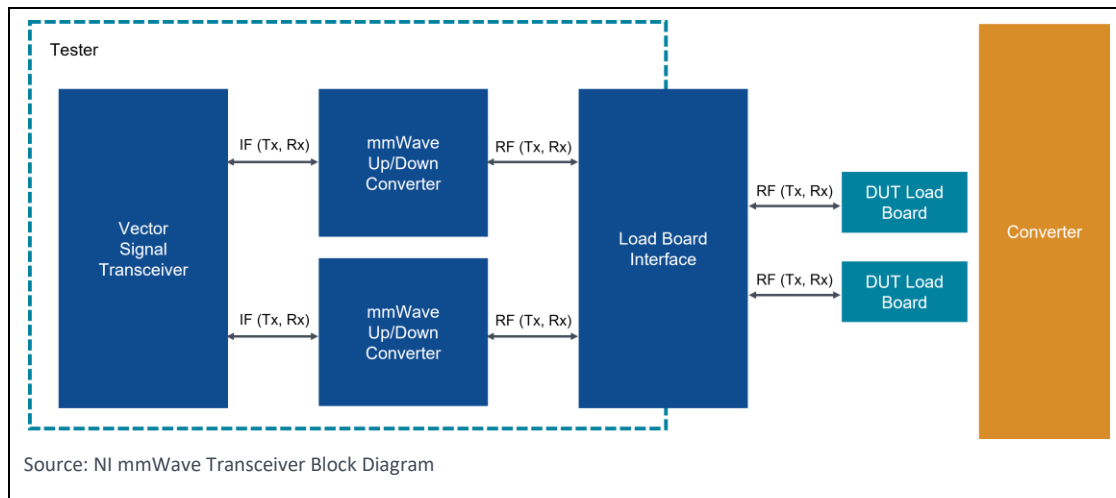 Tester
Vector
Signal
Transceiver
IF (Tx, Rx)
mmWave
Up/Down
Converter
RF (Tx, Rx)
IF (Tx, Rx)
mmWave
Up/Down
Converter
RF (Tx, Rx)
Load Board
Interface
RF (Tx, Rx)
DUT Load
Board
RF (Tx, Rx)
DUT Load
Board
Converter
Source: NI mmWave Transceiver Block Diagram